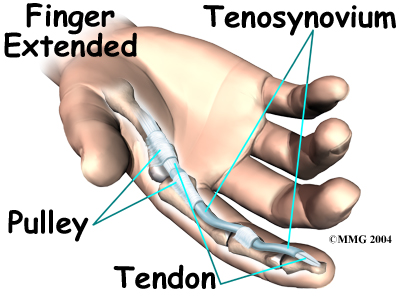 Finger
Extended
Tenosynovium
Pulley
©MMG 2004
Tendon